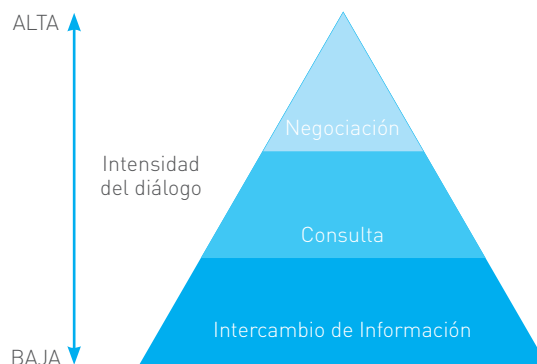 ALTA
Negociación
Intensidad
del diálogo
Consulta
Intercambio de Información
BAJA